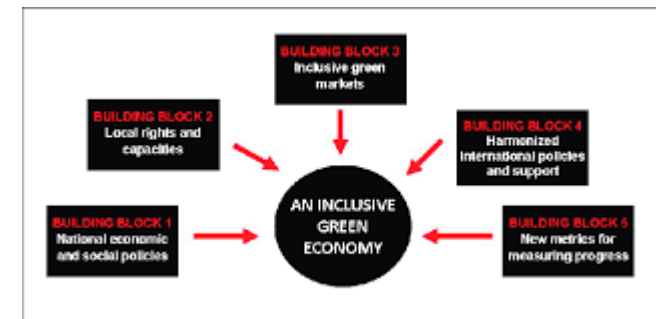 BUILDING BLOCK 3
Inclusive green
markets
BUILDING BLOCK 2
Local rights and
capacities
BUILDING BLOCK 4
Harmonized
international policies
and support
AN INCLUSIVE
GREEN
ECONOMY
BUILDING BLOCK 1
National economic
and social policies
BUILDING BLOCK 5
New metrics for
measuring progress